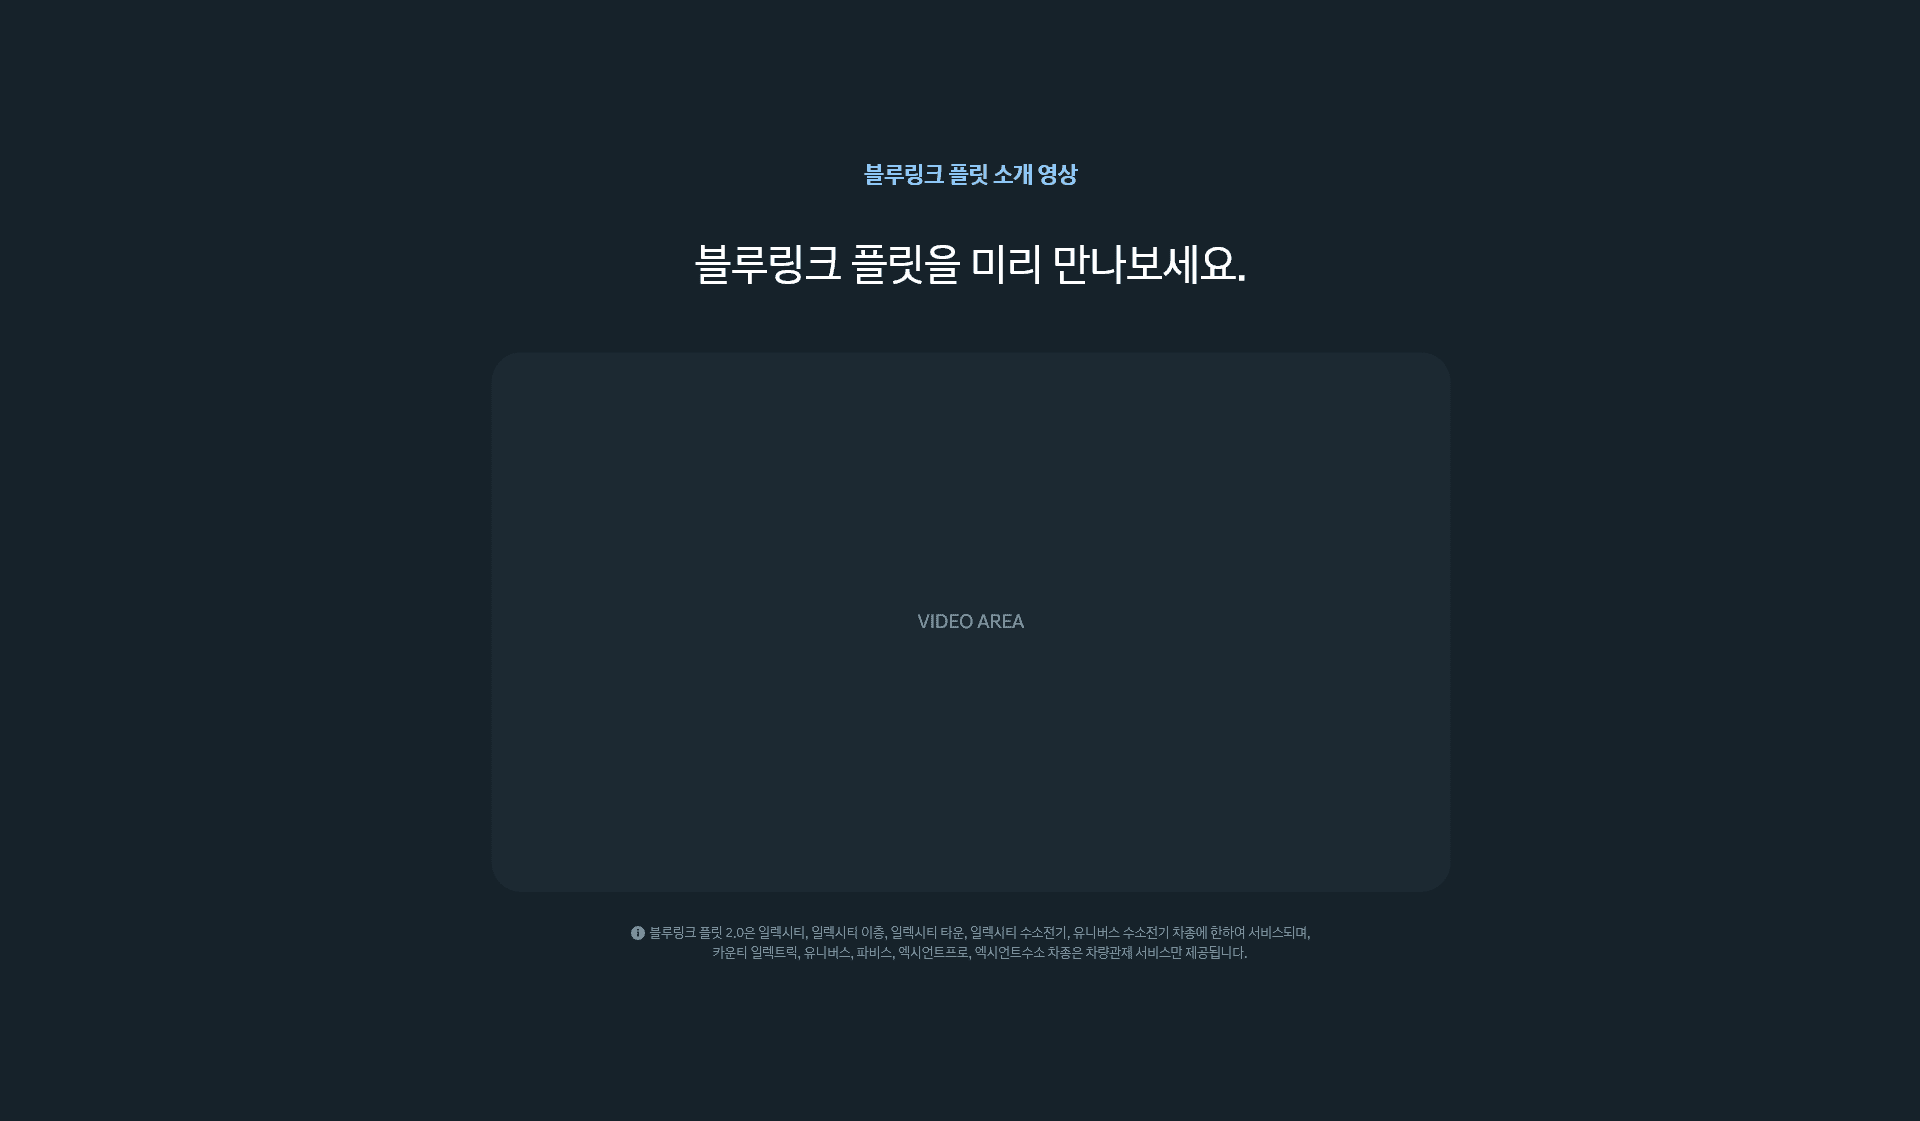 블루링크 플릿 소개 영상
블루링크 플릿을 미리 만나보세요.
VIDEO AREA
블루링크 플릿 2.0은 일렉시티, 일렉시티 이층, 일렉시티 타운, 일렉시티 수소전기, 유니버스 수소전기 차종에 한하여 서비스되며,
카운티 일렉트릭, 유니버스, 파비스, 엑시언트프로, 엑시언트수소 차종은 차량관제 서비스만 제공됩니다.